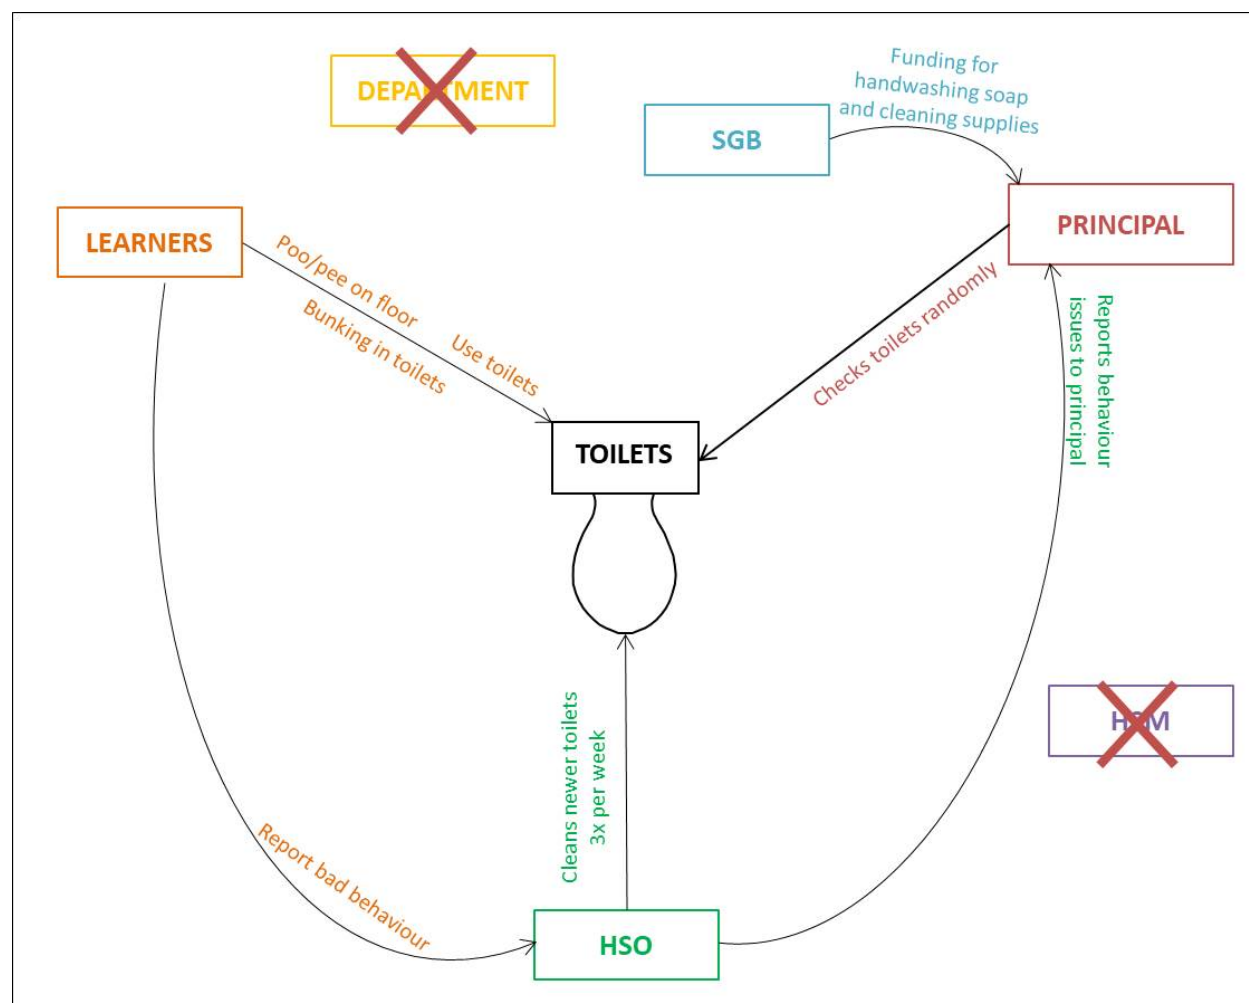 DEPARTMENT
Funding for
handwashing soap
and cleaning supplies
SGB
PRINCIPAL
LEARNERS
Poo/pee on floor
Use toilets
Bunking in toilets
Checks toilets randomly
Reports behaviour
issues to principal
TOILETS
HSM
Cleans newer toilets
3x per week
Report bad behaviour
HSO